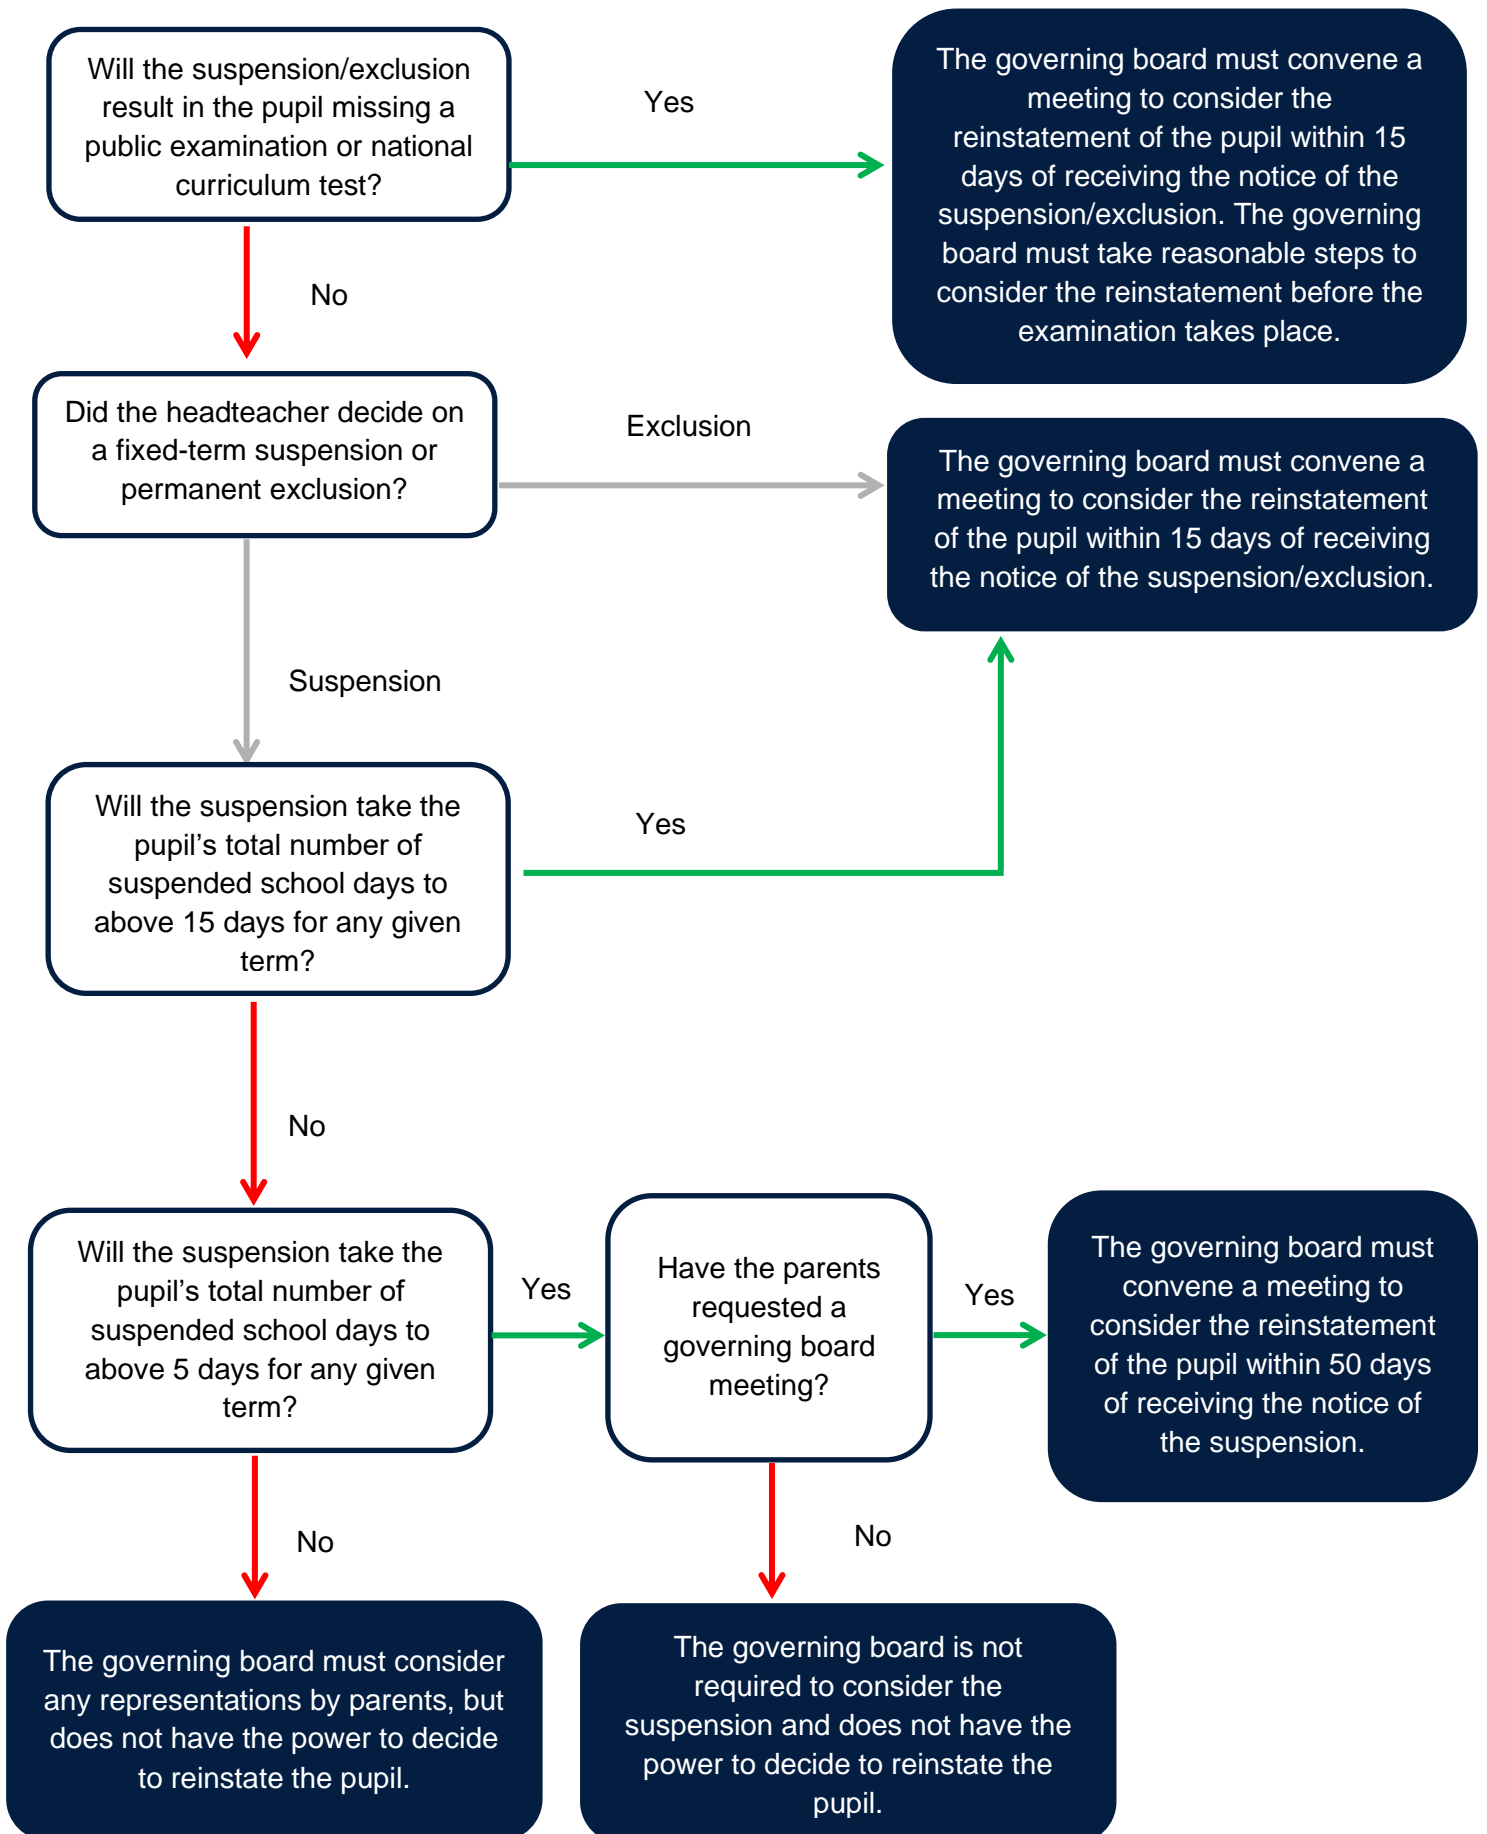 Will the suspension/exclusion
result in the pupil missing a
public examination or national
curriculum test?
Yes
The governing board must convene a
meeting to consider the
reinstatement of the pupil within 15
days of receiving the notice of the
suspension/exclusion. The governing
board must take reasonable steps to
consider the reinstatement before the
examination takes place.
No
Did the headteacher decide on
a fixed-term suspension or
permanent exclusion?
Exclusion
The governing board must convene a
meeting to consider the reinstatement
of the pupil within 15 days of receiving
the notice of the suspension/exclusion.
Suspension
Will the suspension take the
pupil’s total number of
suspended school days to
above 15 days for any given
term?
Yes
No
Will the suspension take the
pupil’s total number of
suspended school days to
above 5 days for any given
term?
Yes
Have the parents
requested a
governing board
meeting?
Yes
The governing board must
convene a meeting to
consider the reinstatement
of the pupil within 50 days
of receiving the notice of
the suspension.
No
No
The governing board must consider
any representations by parents, but
does not have the power to decide
to reinstate the pupil.
The governing board is not
required to consider the
suspension and does not have the
power to decide to reinstate the
pupil.